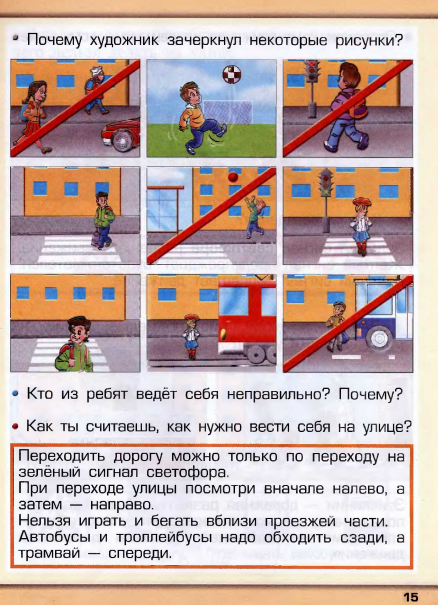 Почему художник зачеркнул некоторые рисунки?
Кто из ребят ведёт себя неправильно? Почему?
Как ты считаешь, как нужно вести себя на улице?
Переходить дорогу можно только по переходу на
зелёный сигнал светофора.
При переходе улицы посмотри вначале налево, а
затем — направо.
Нельзя играть и бегать вблизи проезжей части.
Автобусы и троллейбусы надо обходить сзади, а
трамвай — спереди.
15